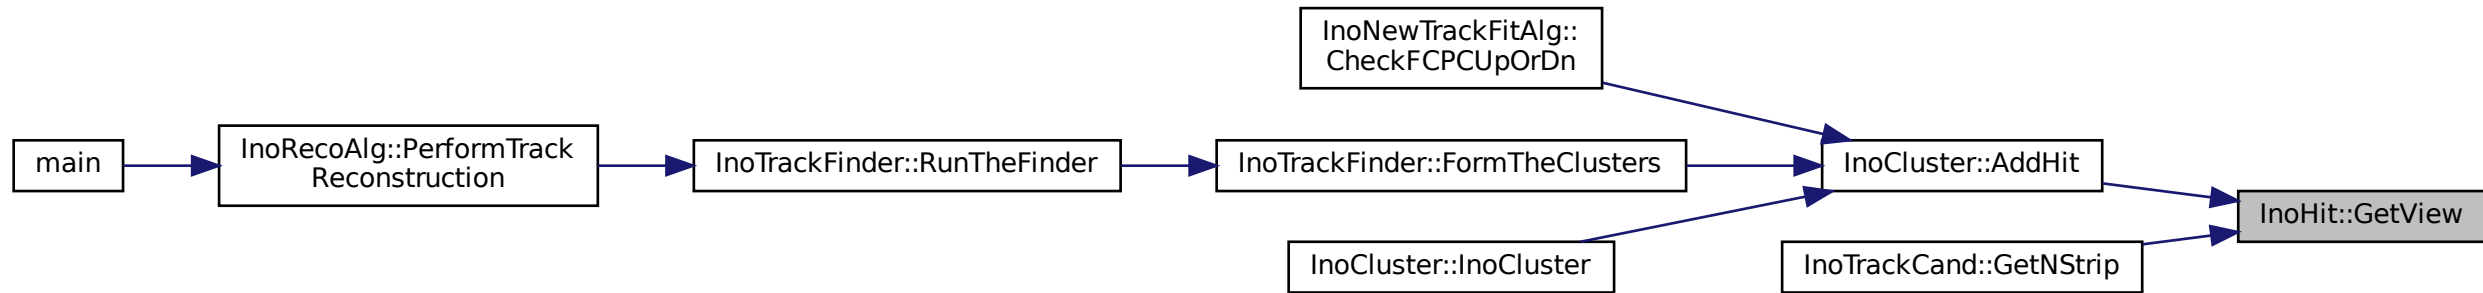 main
InoRecoAlg::PerformTrack
Reconstruction
InoTrackFinder::RunTheFinder
InoTrackFinder::FormTheClusters
InoNewTrackFitAlg::
CheckFCPCUpOrDn
InoCluster::InoCluster
InoCluster::AddHit
InoTrackCand::GetNStrip
InoHit::GetView